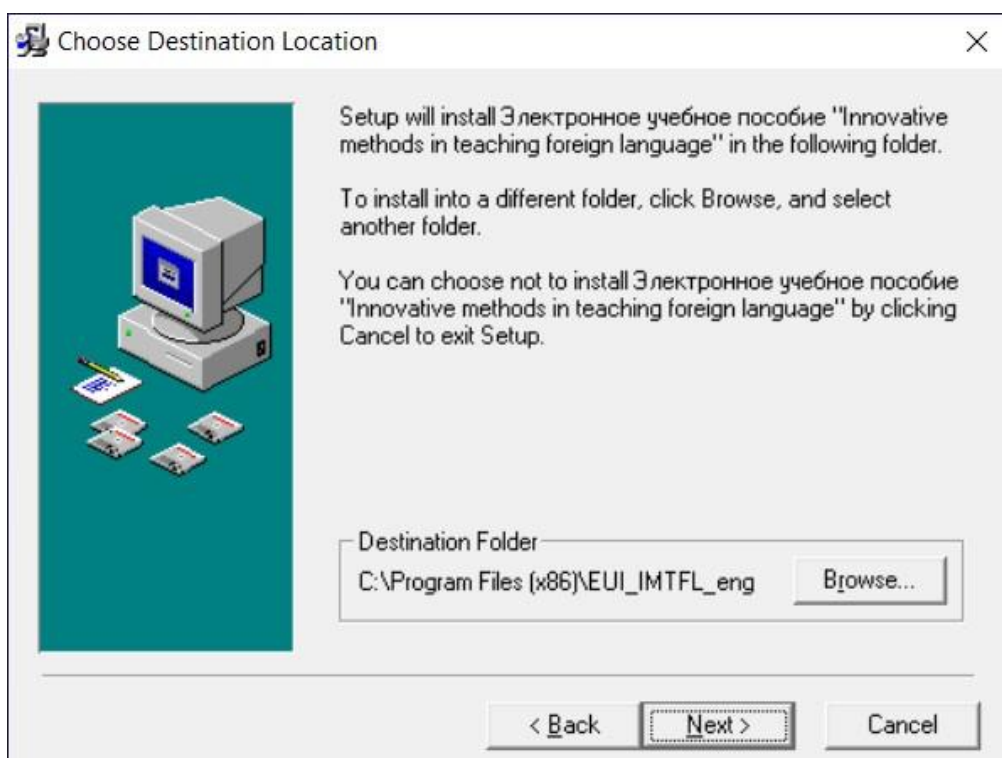 Choose Destination Location
Setup will install Электронное учебное пособие "Innovative
methods in teaching foreign language" in the following folder.
To install into a different folder, click Browse, and select
another folder.
You can choose not to install Электронное учебное пособие
"Innovative methods in teaching foreign language" by clicking
Cancel to exit Setup.
Destination Folder
C:\Program Files (x86)\EUI_IMTFL_eng
Browse...
< Back
Next >
Cancel